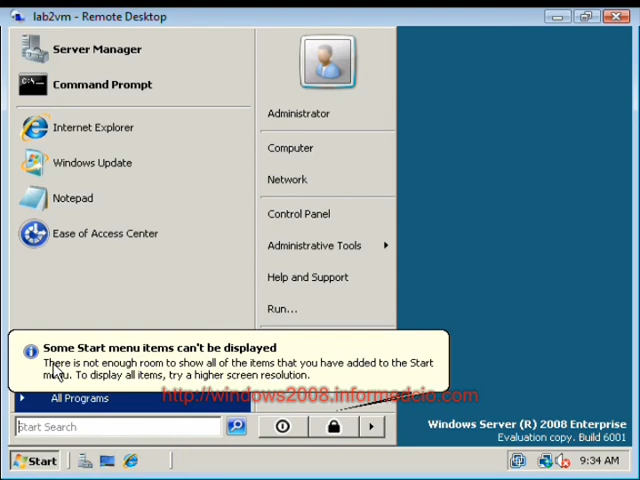 lab2vm - Remote Desktop
Server Manager
Command Prompt
Internet Explorer
Windows Update
Notepad
Ease of Access Center
Administrator
Computer
Network
Control Panel
Administrative Tools
Help and Support
Run...
Some Start menu items can't be displayed
There is not enough room to show all of the items that you have added to the Start
menu. To display all items, try a higher screen resolution.
http://windows2008.informadcio.com
All Programs
Start Search
Windows Server (R) 2008 Enterprise
Evaluation copy. Build 6001
Start
9:34 AM